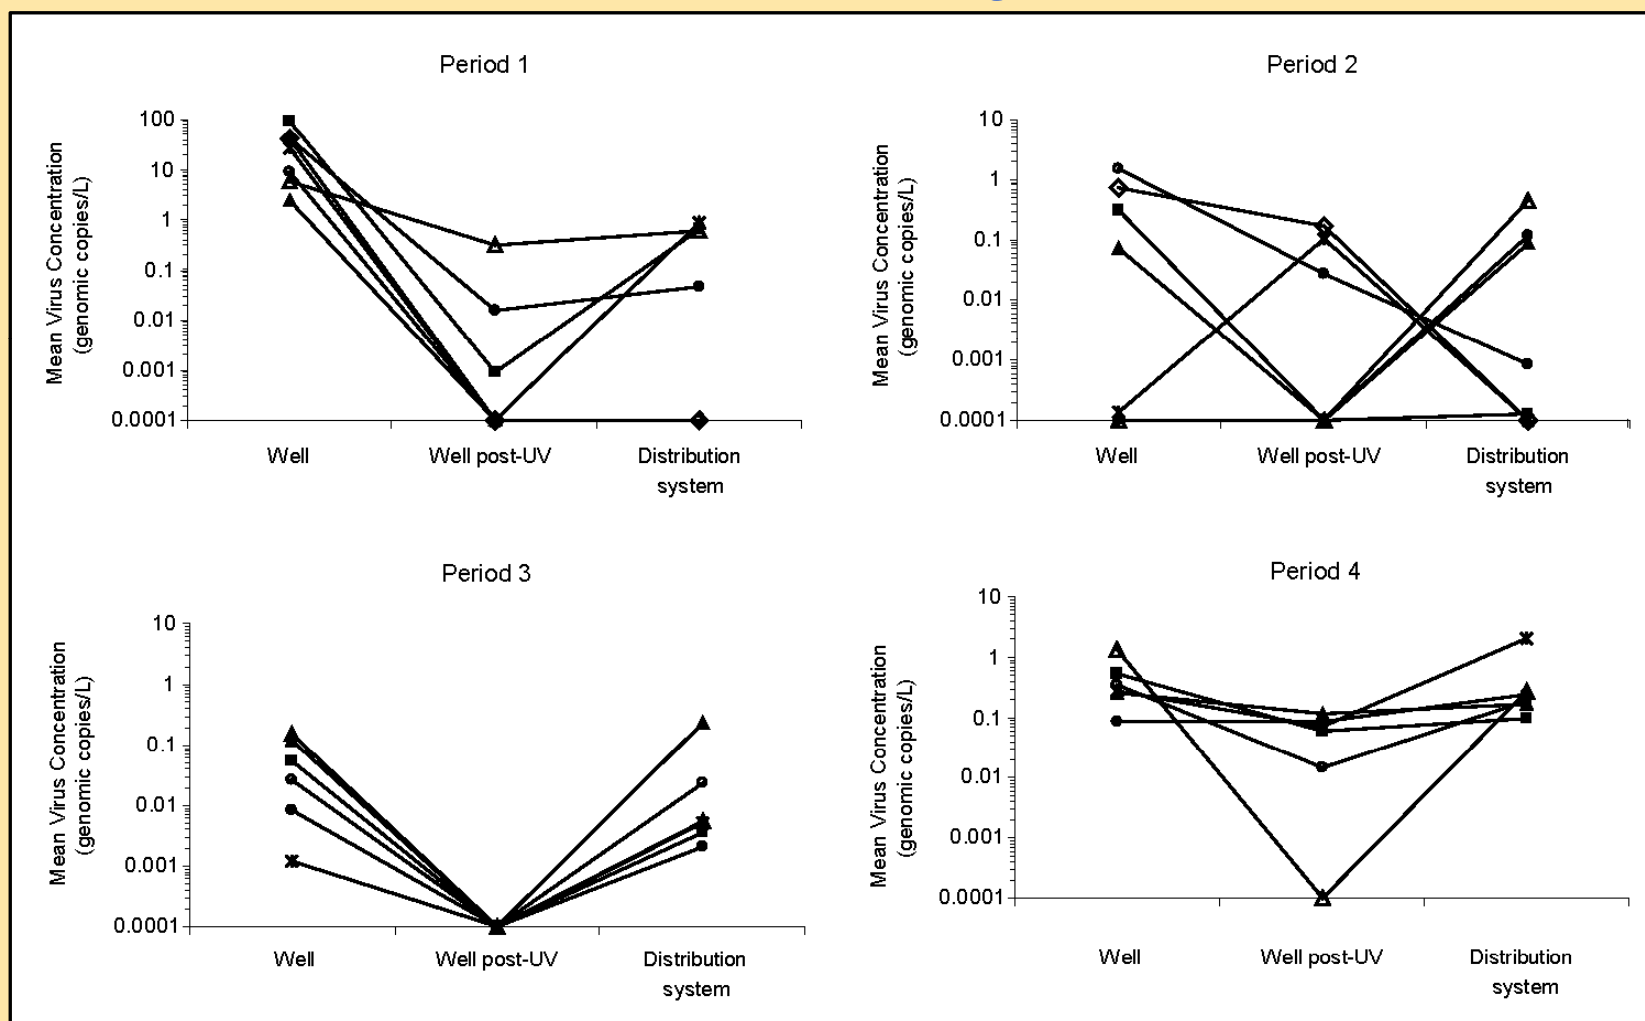 Period 1
Mean Virus Concentration
(genomic copies/L)
100
10
1
0.1
0.01
0.001
0.0001
Well
Well post-UV
Distribution
system
Period 2
Mean Virus Concentration
(genomic copies/L)
10
1
0.1
0.01
0.001
0.0001
Well
Well post-UV
Distribution
system
Period 3
Mean Virus Concentration
(genomic copies/L)
10
1
0.1
0.01
0.001
0.0001
Well
Well post-UV
Distribution
system
Period 4
Mean Virus Concentration
(genomic copies/L)
10
1
0.1
0.01
0.001
0.0001
Well
Well post-UV
Distribution
system